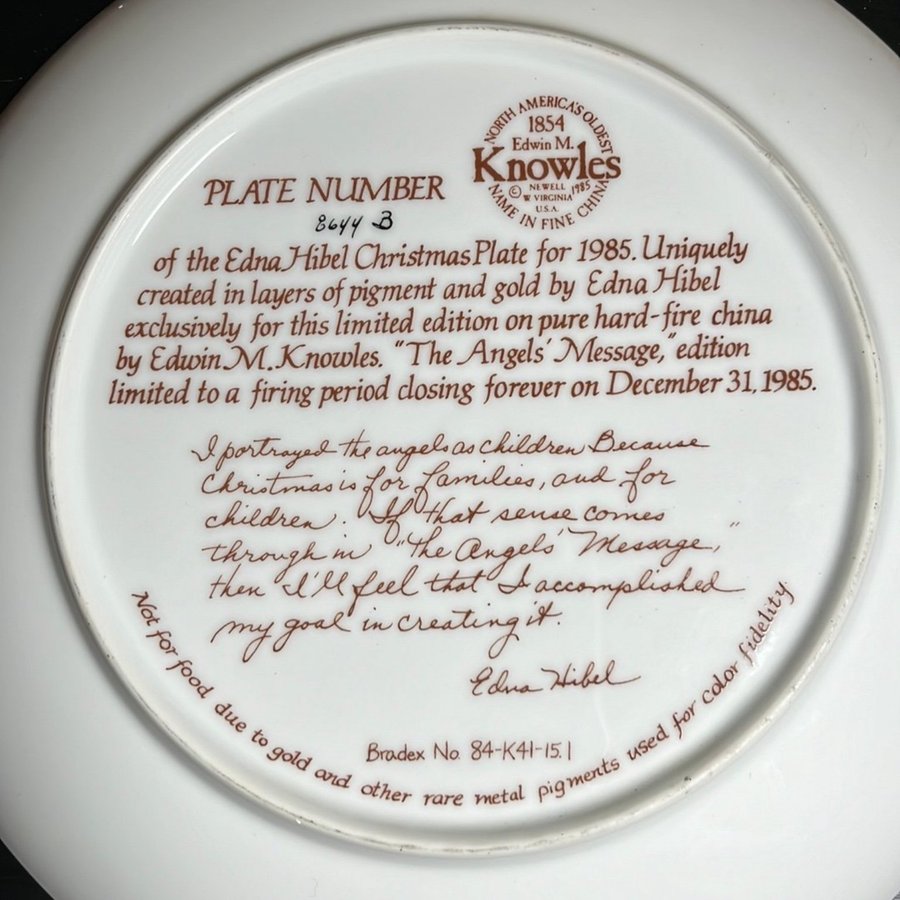 NORTH AMERICA'S OLDEST
1854
Edwin M.
Knowles
© NEWELL 1985
W VIRGINIA
U.S.A.
NAME IN FINE CHINA
PLATE NUMBER
8644 B
of the Edna Hibel Christmas Plate for 1985. Uniquely
created in layers of pigment and gold by Edna Hibel
exclusively for this limited edition on pure hard-fire china
by Edwin M. Knowles. "The Angels' Message," edition
limited to a firing period closing forever on December 31, 1985.
I portrayed the angels as children Because
Christmas is for families, and for
children. If that sense comes
through in "The Angels' Message,"
then I'll feel that I accomplished
my goal in creating it.
Edna Hibel
Bradex No. 84-K41-15.1
Not for food, due to gold and other rare metal pigments used for color fidelity.